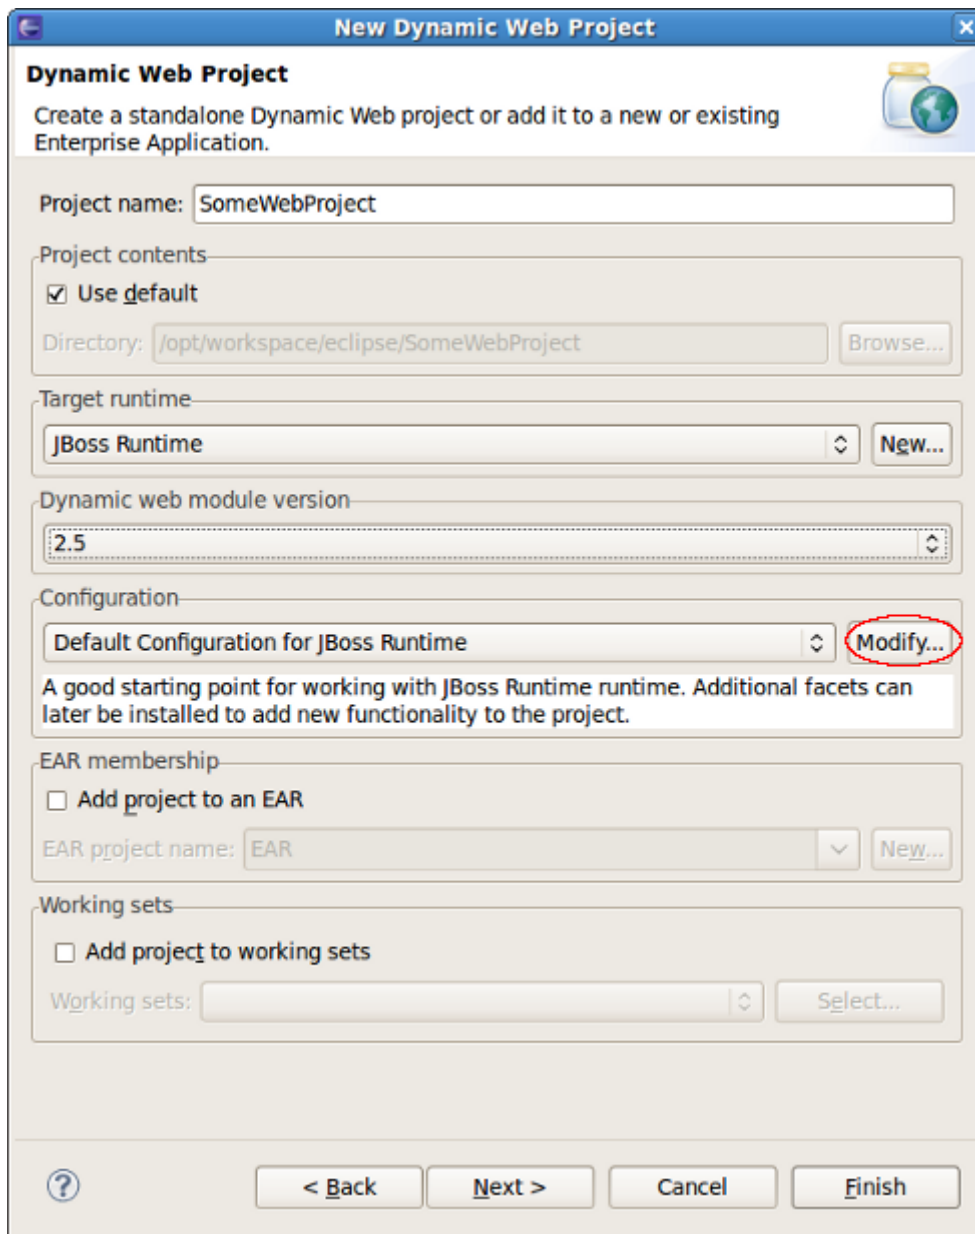 New Dynamic Web Project
Dynamic Web Project
Create a standalone Dynamic Web project or add it to a new or existing
Enterprise Application.
Project name: SomeWebProject
Project contents
Use default
Directory: /opt/workspace/eclipse/SomeWebProject Browse...
Target runtime
JBoss Runtime New...
Dynamic web module version
2.5
Configuration
Default Configuration for JBoss Runtime Modify...
A good starting point for working with JBoss Runtime runtime. Additional facets can
later be installed to add new functionality to the project.
EAR membership
Add project to an EAR
EAR project name: EAR New...
Working sets
Add project to working sets
Working sets: Select...
? < Back Next > Cancel Finish